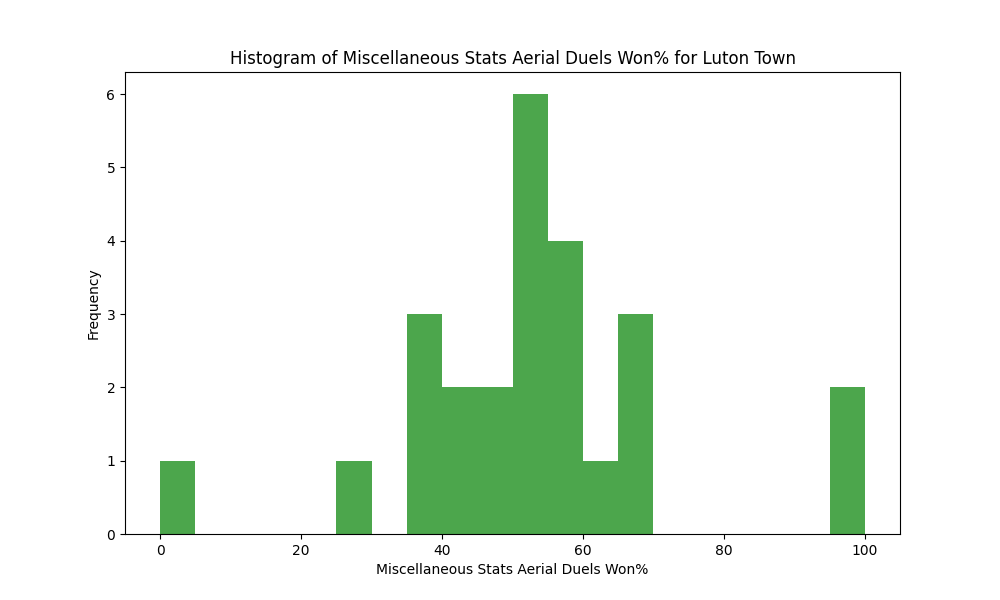 Histogram of Miscellaneous Stats Aerial Duels Won% for Luton Town
6
5
4
3
2
1
0
Frequency
0 20 40 60 80 100
Miscellaneous Stats Aerial Duels Won%